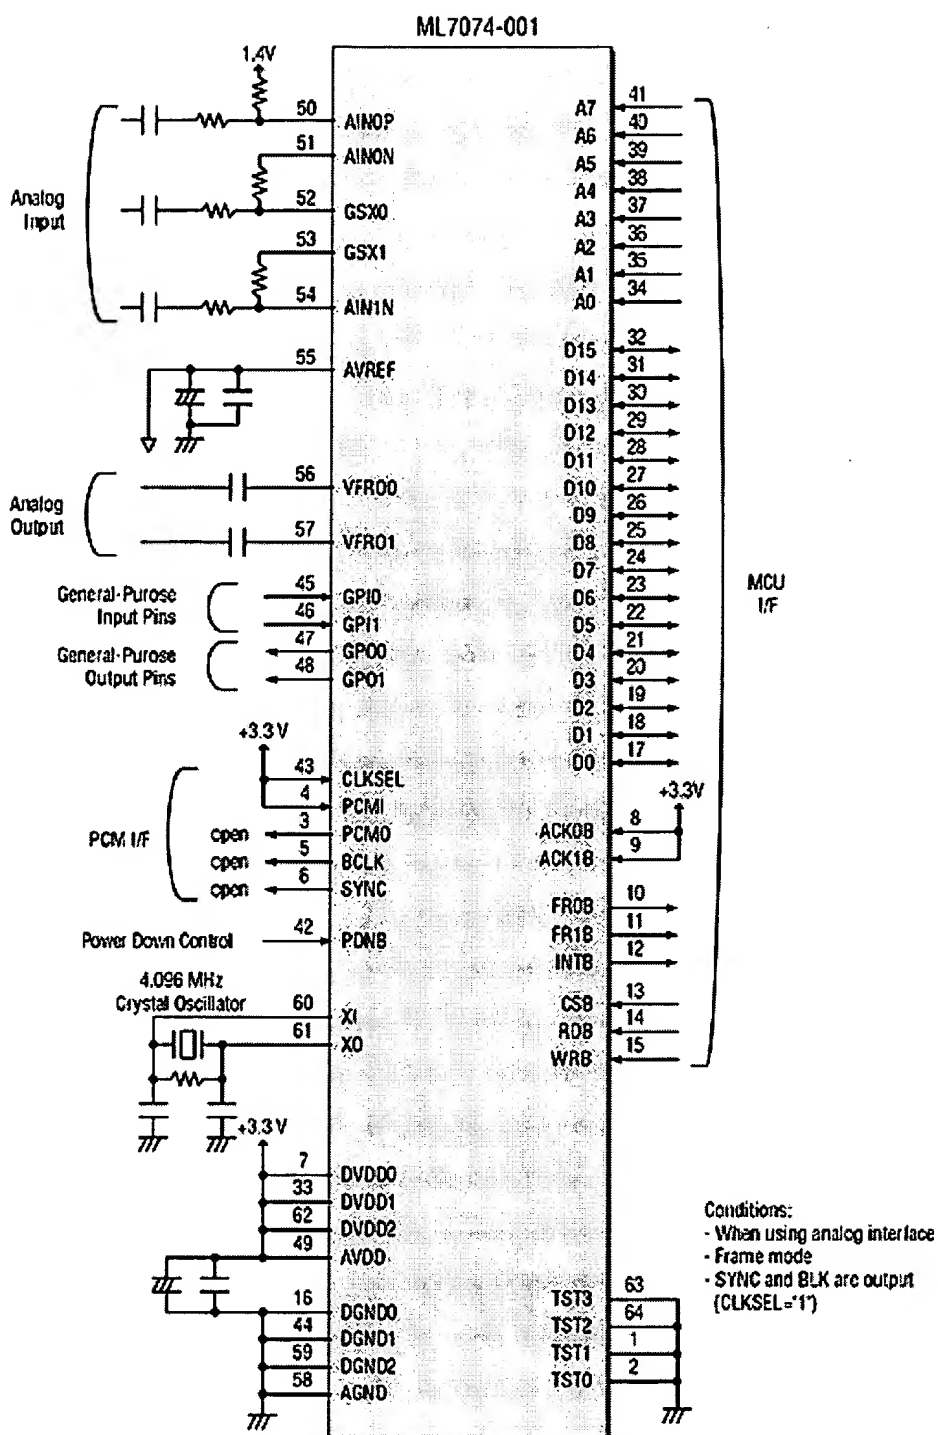 ML7074-001
1.4V
50 AIN0P
51 AIN0N
52 GSX0
53 GSX1
54 AIN1N
Analog
Input
55 AVREF
56 VFRO0
57 VFRO1
Analog
Output
45 GPI0
46 GPI1
General-Purose
Input Pins
47 GPO0
48 GPO1
General-Purose
Output Pins
+3.3 V
43 CLKSEL
4 PCMI
open 3 PCMO
open 5 BCLK
open 6 SYNC
PCM I/F
Power Down Control 42 PDNB
4.096 MHz
Crystal Oscillator
60 XI
61 XO
+3.3 V
7 DVDD0
33 DVDD1
62 DVDD2
49 AVDD
16 DGND0
44 DGND1
59 DGND2
58 AGND
A7 41
A6 40
A5 39
A4 38
A3 37
A2 36
A1 35
A0 34
D15 32
D14 31
D13 30
D12 29
D11 28
D10 27
D9 26
D8 25
D7 24
D6 23
D5 22
D4 21
D3 20
D2 19
D1 18
D0 17
MCU
I/F
+3.3V
ACK0B 8
ACK1B 9
FR0B 10
FR1B 11
INTB 12
CSB 13
RDB 14
WRB 15
TST3 63
TST2 64
TST1 1
TST0 2
Conditions:
- When using analog interface
- Frame mode
- SYNC and BLK are output
(CLKSEL="1")